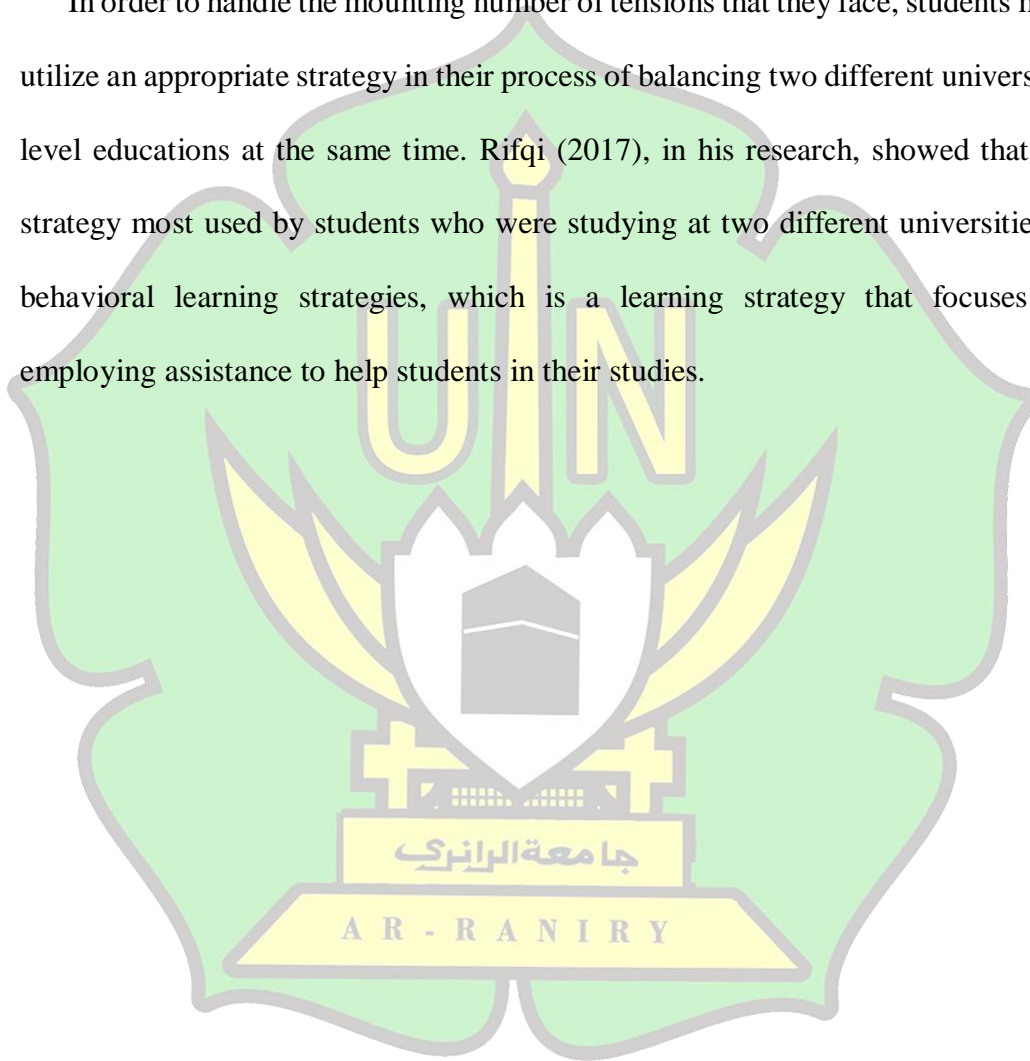 In order to handle the mounting number of tensions that they face, students
utilize an appropriate strategy in their process of balancing two different univers
level educations at the same time. Rifqi (2017), in his research, showed that
strategy most used by students who were studying at two different universitie
behavioral learning strategies, which is a learning strategy that focuses
employing assistance to help students in their studies.
UIN
جامعة الرانري
AR-RANIRY